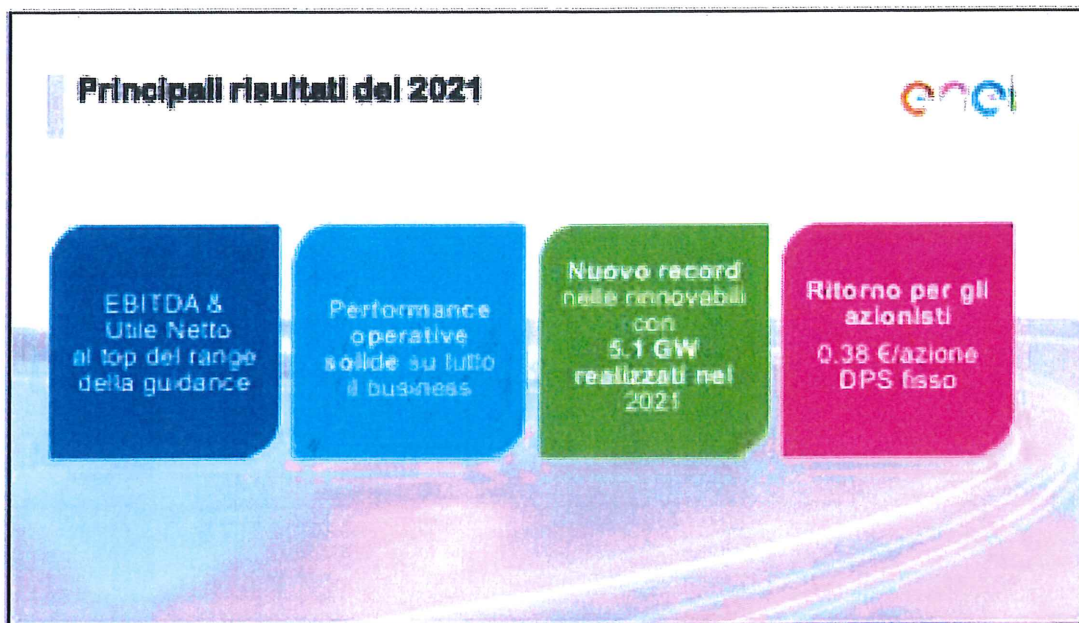 Principali risultati del 2021
enel
EBITDA &
Utile Netto
al top del range
della guidance
Performance
operative
solide su tutto
il business
Nuovo record
nelle rinnovabili
con
5.1 GW
realizzati nel
2021
Ritorno per gli
azionisti
0.38 €/azione
DPS fisso